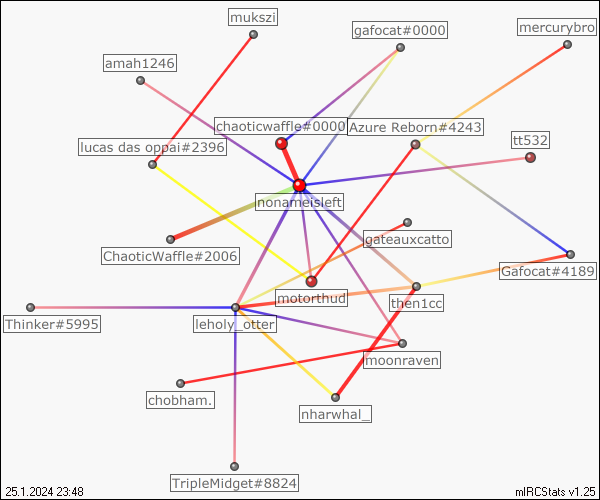 mukszi
gafocat#0000
mercurybro
amah1246
chaoticwaffle#0000
Azure Reborn#4243
tt532
lucas das oppai#2396
nonameisleft
gateauxcatto
ChaoticWaffle#2006
Gafocat#4189
motorthud
then1cc
Thinker#5995
leholy_otter
moonraven
chobham.
nharwhal_
TripleMidget#8824
25.1.2024 23:48
mIRCStats v1.25